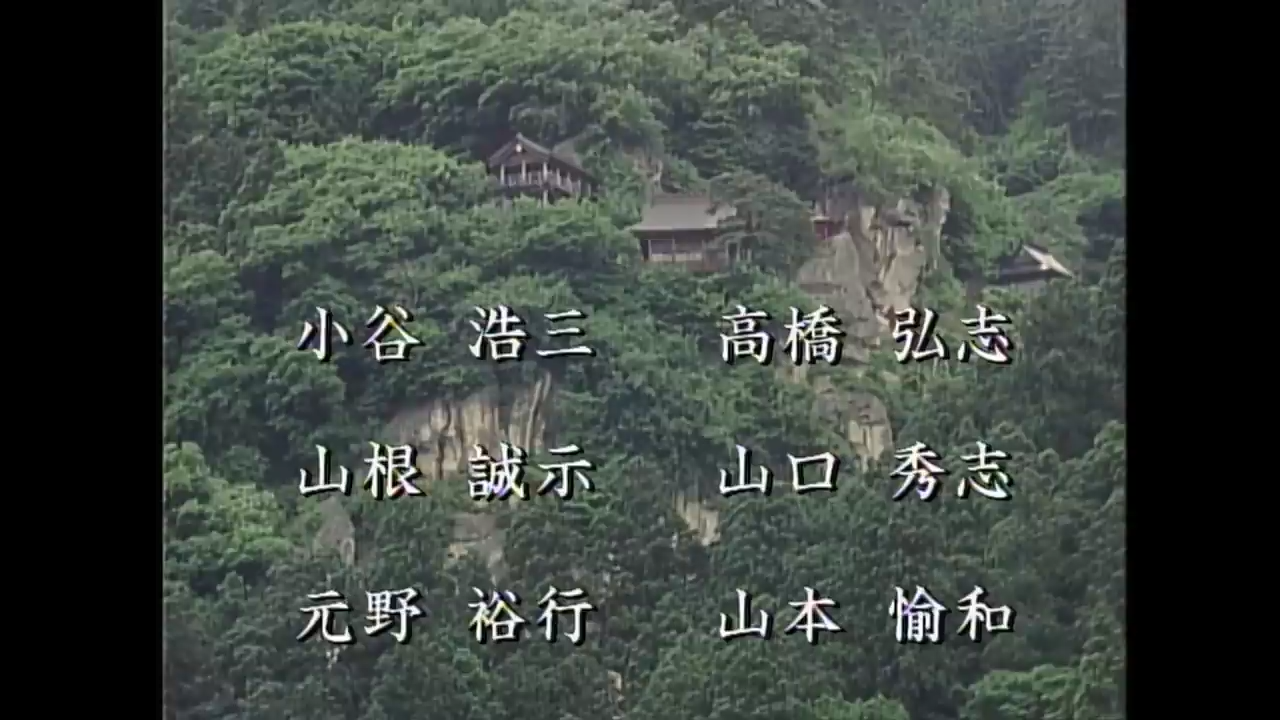 小谷 浩三 高橋 弘志
山根 誠示 山口 秀志
元野 裕行 山本 愉和